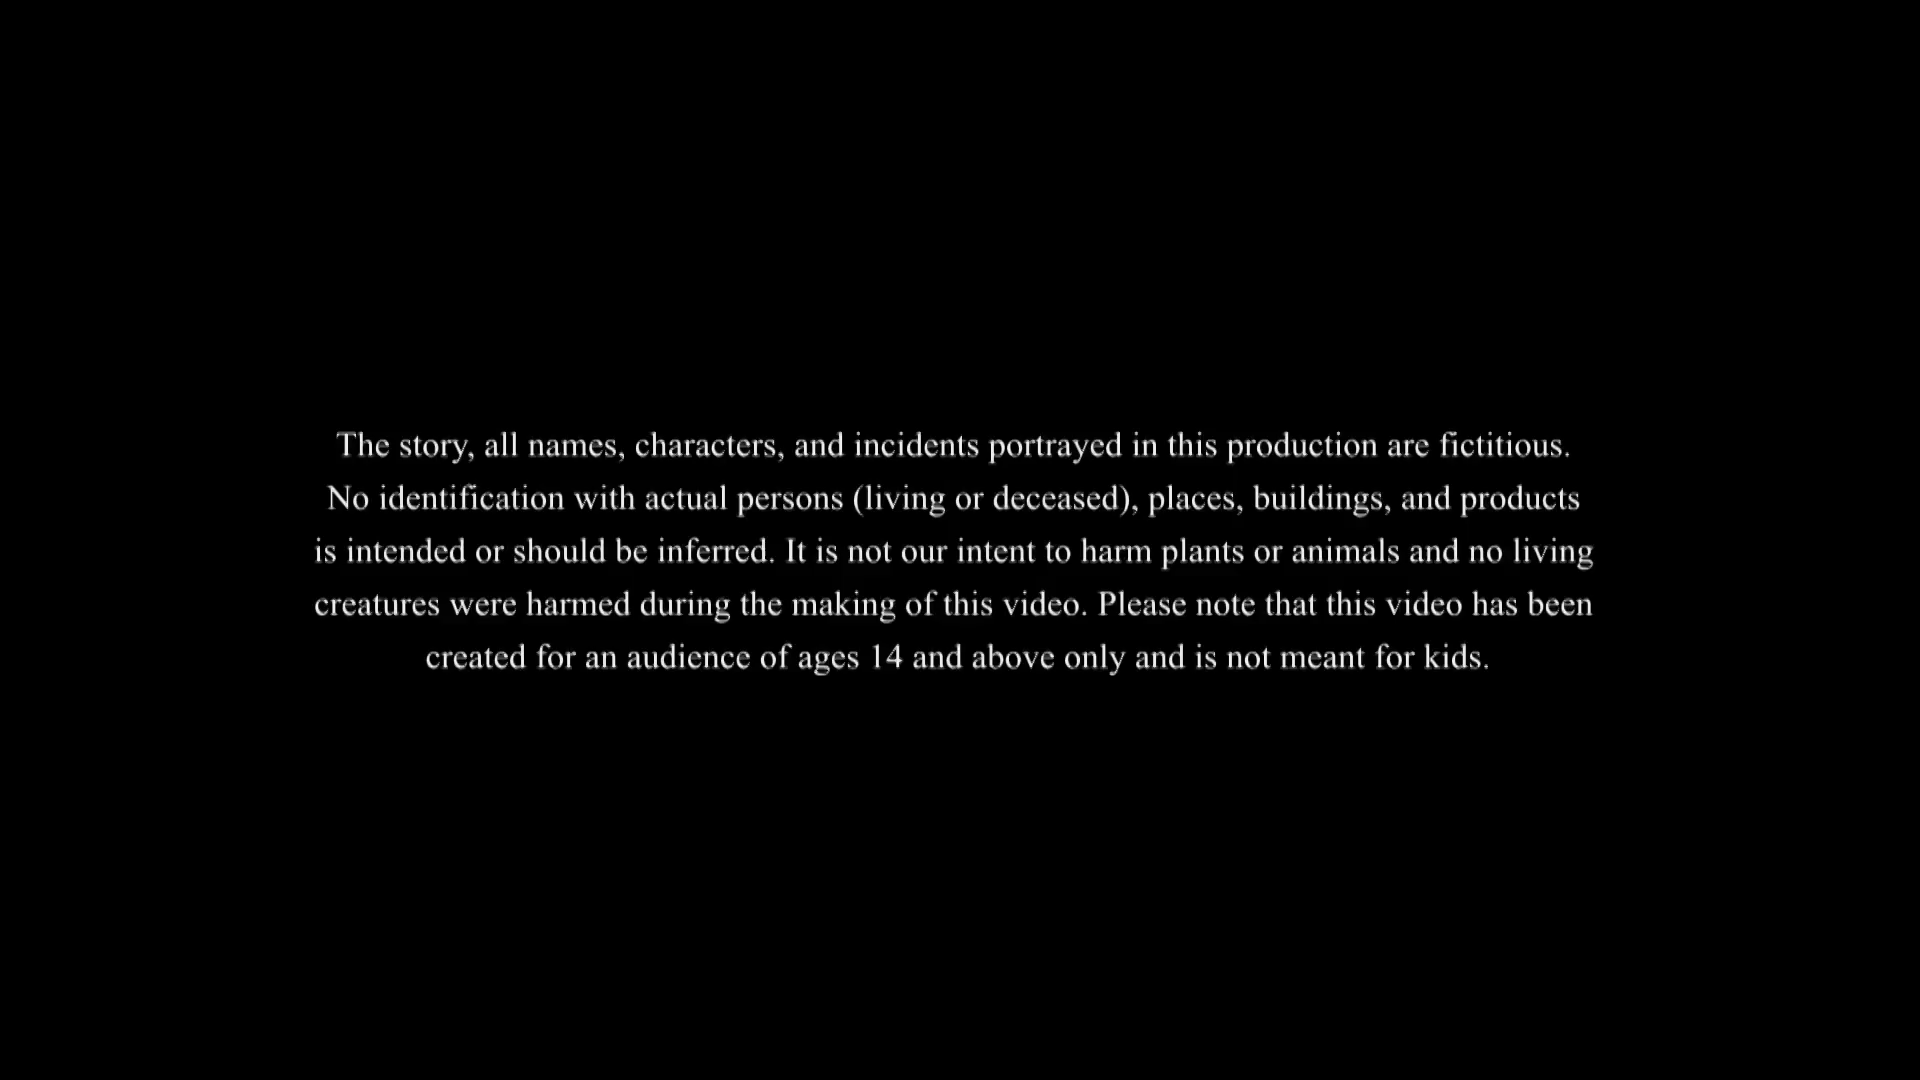 The story, all names, characters, and incidents portrayed in this production are fictitious.
No identification with actual persons (living or deceased), places, buildings, and products
is intended or should be inferred. It is not our intent to harm plants or animals and no living
creatures were harmed during the making of this video. Please note that this video has been
created for an audience of ages 14 and above only and is not meant for kids.